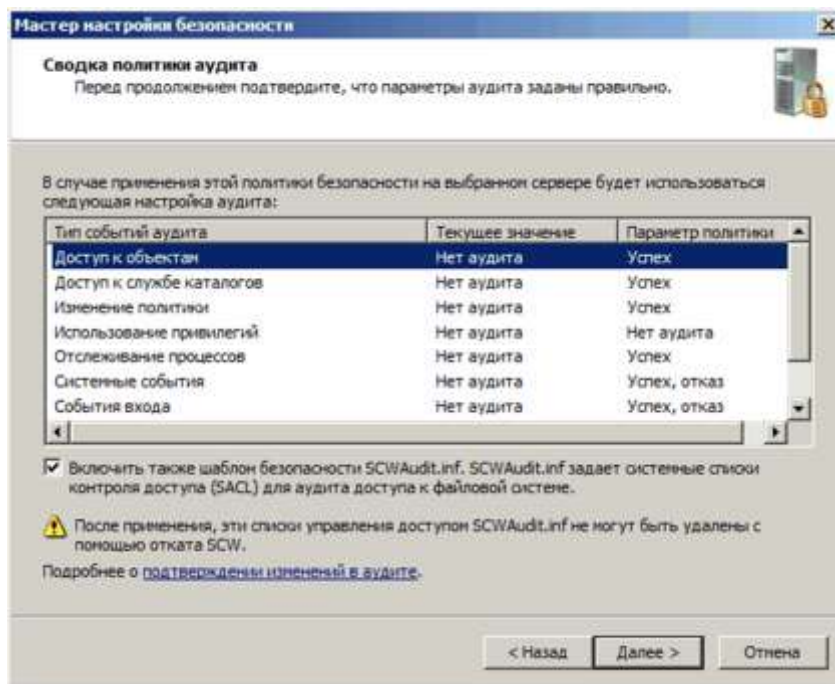 Мастер настройки безопасности
Сводка политики аудита
Перед продолжением подтвердите, что параметры аудита заданы правильно.
В случае применения этой политики безопасности на выбранном сервере будет использоваться
следующая настройка аудита:
Тип событий аудита Текущее значение Параметр политики
Доступ к объектам Нет аудита Успех
Доступ к службе каталогов Нет аудита Успех
Изменение политики Нет аудита Успех
Использование привилегий Нет аудита Нет аудита
Отслеживание процессов Нет аудита Успех
Системные события Нет аудита Успех, отказ
События входа Нет аудита Успех, отказ
Включить также шаблон безопасности SCWAudit.inf. SCWAudit.inf задает системные списки
контроля доступа (SACL) для аудита доступа к файловой системе.
После применения, эти списки управления доступом SCWAudit.inf не могут быть удалены с
помощью отката SCW.
Подробнее о подтверждении изменений в аудите.
< Назад Далее > Отмена